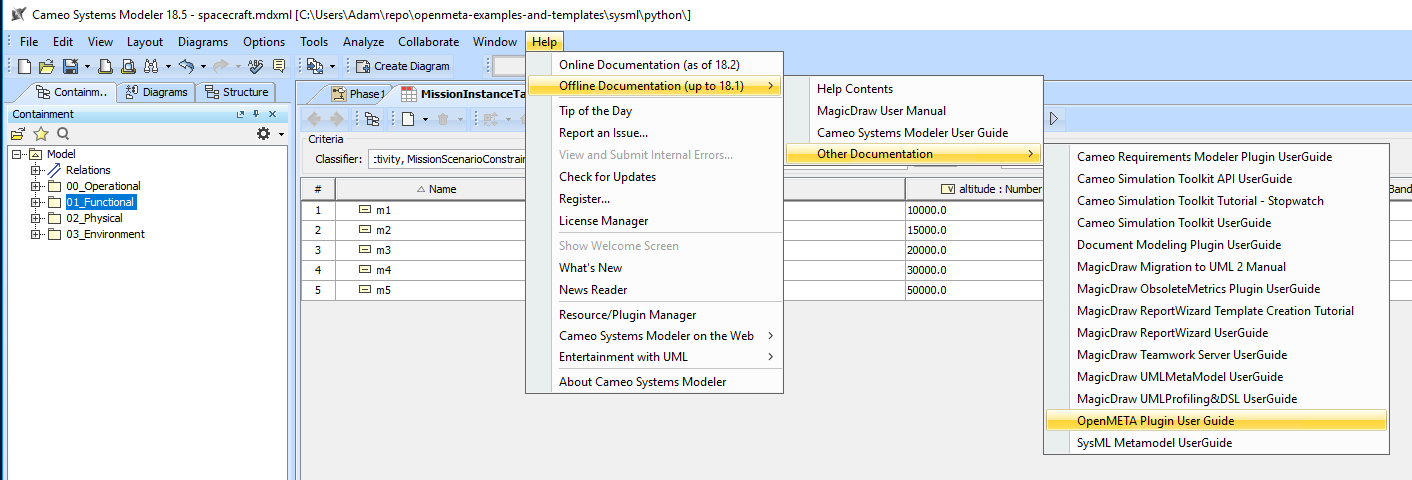 Cameo Systems Modeler 18.5 - spacecraft.mdxml [C:\Users\Adam\repo\openmeta-examples-and-templates\sysml\python\]
File Edit View Layout Diagrams Options Tools Analyze Collaborate Window Help
Create Diagram
Containm.. Diagrams Structure
Containment
Model
Relations
00_Operational
01_Functional
02_Physical
03_Environment
Phase1 MissionInstanceTa
Criteria
Classifier: :tivity, MissionScenarioConstrain
# Name altitude : Number Band
1 m1 10000.0
2 m2 15000.0
3 m3 20000.0
4 m4 30000.0
5 m5 50000.0
Online Documentation (as of 18.2)
Offline Documentation (up to 18.1)
Tip of the Day
Report an Issue...
View and Submit Internal Errors...
Check for Updates
Register...
License Manager
Show Welcome Screen
What's New
News Reader
Resource/Plugin Manager
Cameo Systems Modeler on the Web
Entertainment with UML
About Cameo Systems Modeler
Help Contents
MagicDraw User Manual
Cameo Systems Modeler User Guide
Other Documentation
Cameo Requirements Modeler Plugin UserGuide
Cameo Simulation Toolkit API UserGuide
Cameo Simulation Toolkit Tutorial - Stopwatch
Cameo Simulation Toolkit UserGuide
Document Modeling Plugin UserGuide
MagicDraw Migration to UML 2 Manual
MagicDraw ObsoleteMetrics Plugin UserGuide
MagicDraw ReportWizard Template Creation Tutorial
MagicDraw ReportWizard UserGuide
MagicDraw Teamwork Server UserGuide
MagicDraw UMLMetaModel UserGuide
MagicDraw UMLProfiling&DSL UserGuide
OpenMETA Plugin User Guide
SysML Metamodel UserGuide